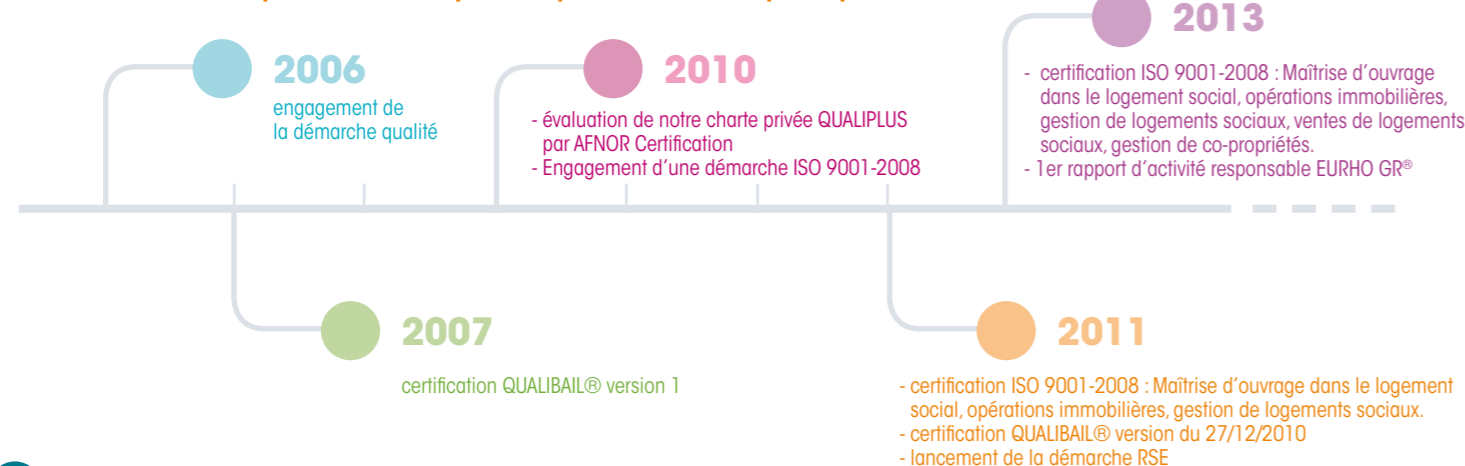 2006
engagement de
la démarche qualité
2007
certification QUALIBAIL® version 1
2010
- évaluation de notre charte privée QUALIPLUS
par AFNOR Certification
- Engagement d'une démarche ISO 9001-2008
2011
- certification ISO 9001-2008 : Maîtrise d'ouvrage dans le logement
social, opérations immobilières, gestion de logements sociaux.
- certification QUALIBAIL® version du 27/12/2010
- lancement de la démarche RSE
2013
- certification ISO 9001-2008 : Maîtrise d'ouvrage
dans le logement social, opérations immobilières,
gestion de logements sociaux, ventes de logements
sociaux, gestion de co-propriétés.
- 1er rapport d'activité responsable EURHO GR®